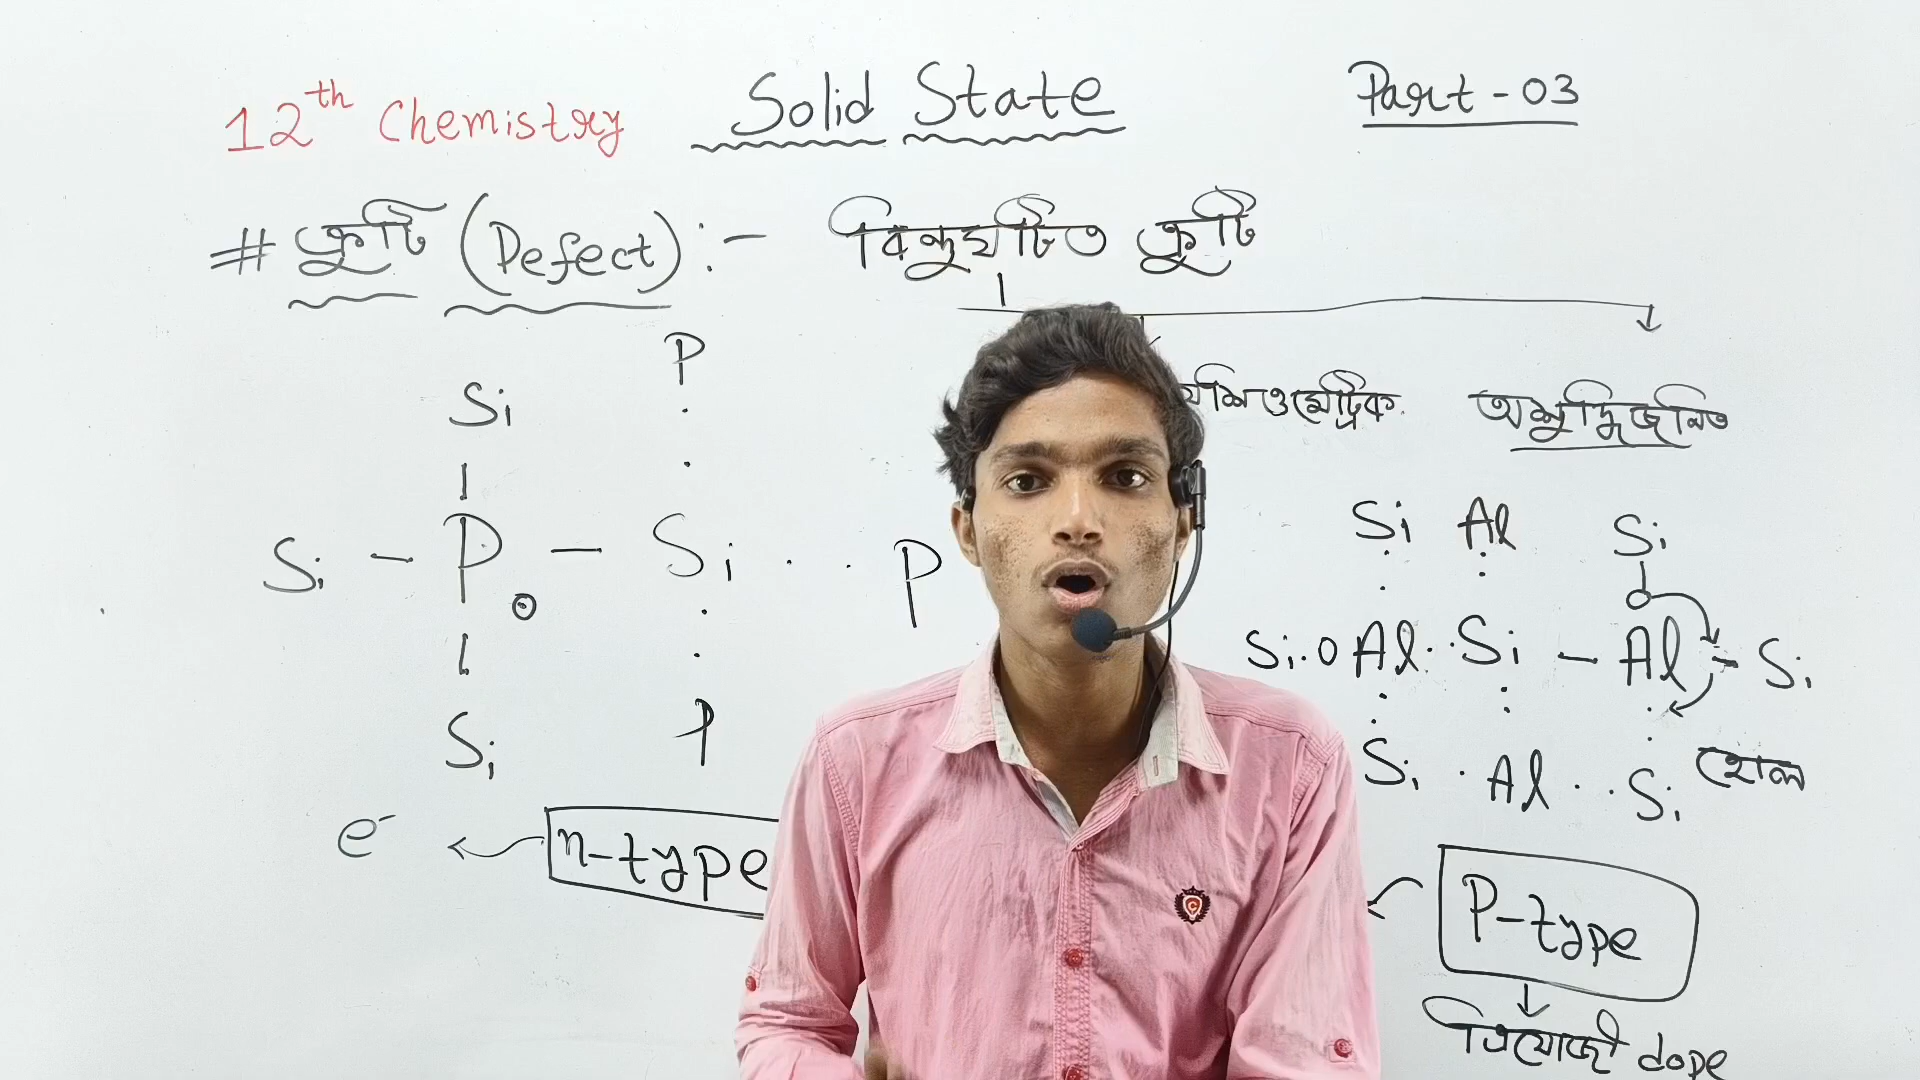 12th Chemistry Solid State Part-03
# ত্রুটি (Defect) :- বিন্দুঘটিত ত্রুটি
অশুদ্ধিজনিত
P
Si
Si - P - Si . . P
Si P
Si Al Si
Si . O Al . . Si - Al - Si
Si . Al . . Si হোল
e- n-type
P-type
ত্রিযোজী dope